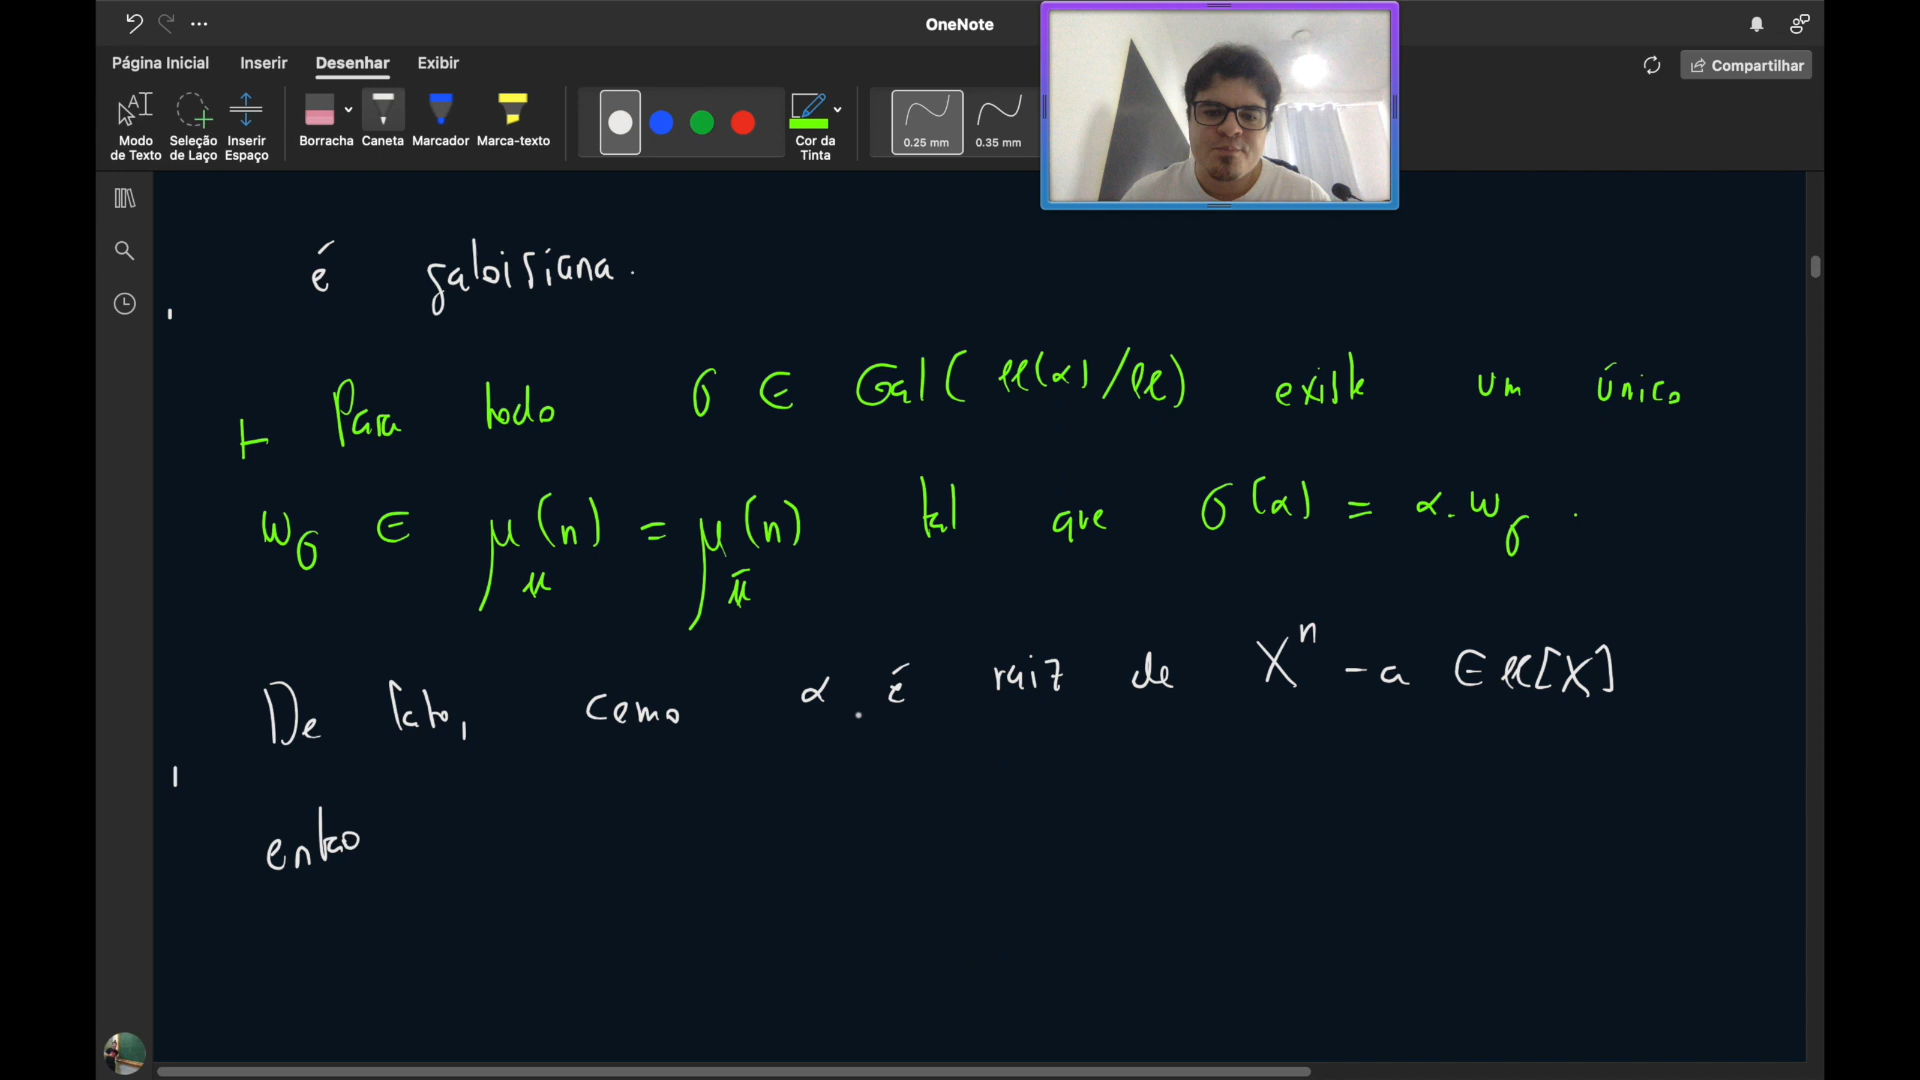 OneNote
Página Inicial Inserir Desenhar Exibir
Compartilhar
Modo de Texto
Seleção de Laço
Inserir Espaço
Borracha Caneta Marcador Marca-texto
Cor da Tinta
0.25 mm 0.35 mm
é galoisiana.
⊢ Para todo σ ∈ Gal(k(α)/k) existe um único
ω_σ ∈ μ_k(n) = μ_k̄(n) tal que σ(α) = α·ω_σ.
De fato, como α é raiz de X^n - a ∈ k[X]
então